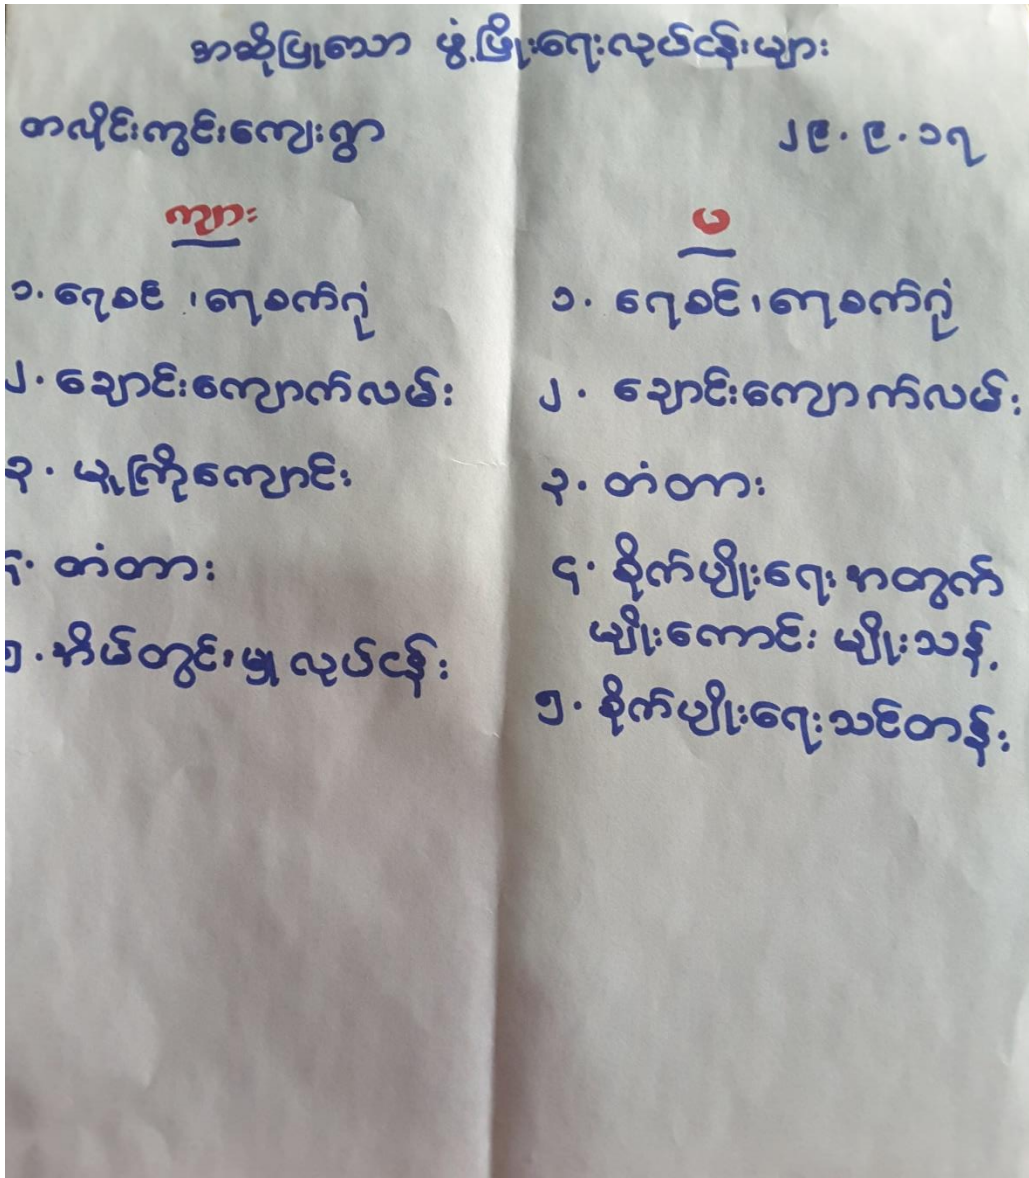 အဆိုပြုသော ဖွံ့ဖြိုးရေးလုပ်ငန်းများ
တလိုင်းကွင်းကျေးရွာ ၂၉.၉.၁၇
ကျား
၁. ရေစင်၊ရေစက်ဂုံ
၂. ချောင်းကျောက်လမ်း
၃. မူကြိုကျောင်း
၄. တံတား
၅. အိမ်တွင်းမှုလုပ်ငန်း
မ
၁. ရေစင်၊ရေစက်ဂုံ
၂. ချောင်းကျောက်လမ်း
၃. တံတား
၄. စိုက်ပျိုးရေးအတွက်
မျိုးကောင်း မျိုးသန့်
၅. စိုက်ပျိုးရေးသင်တန်း